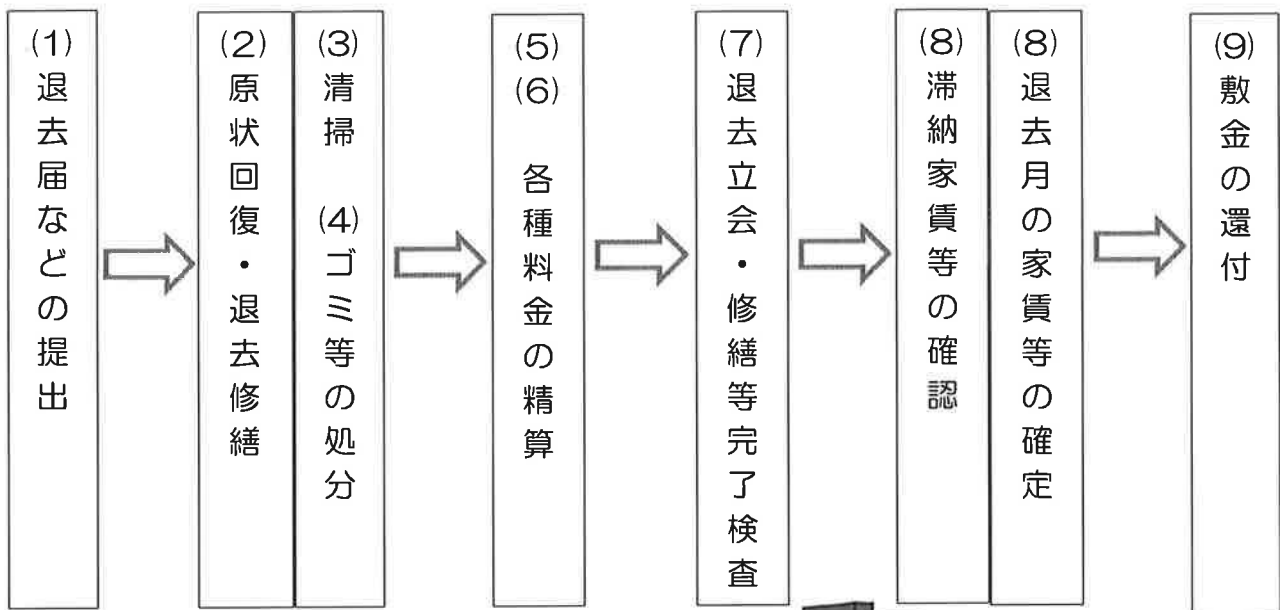 (1)退去届などの提出
(2)原状回復・退去修繕
(3)清掃　(4)ゴミ等の処分
(5)(6)　各種料金の精算
(7)退去立会・修繕等完了検査
(8)滞納家賃等の確認
(8)退去月の家賃等の確定
(9)敷金の還付